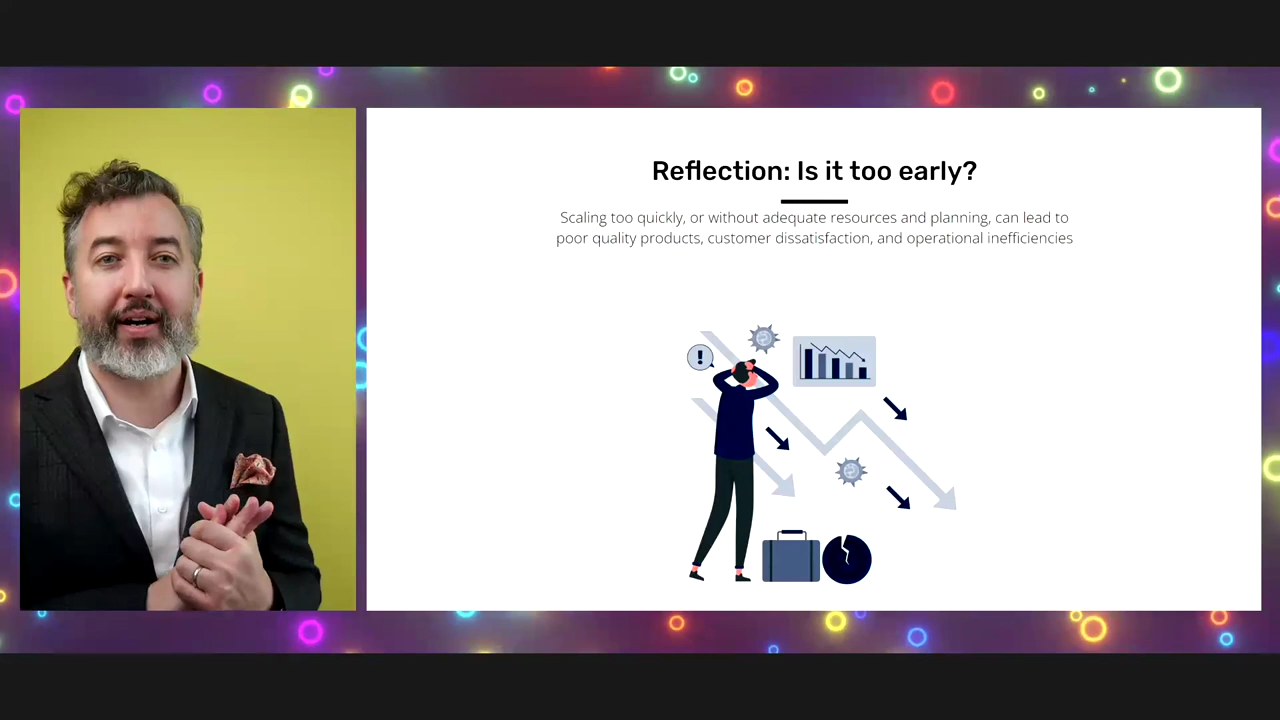 Reflection: Is it too early?
Scaling too quickly, or without adequate resources and planning, can lead to
poor quality products, customer dissatisfaction, and operational inefficiencies
!